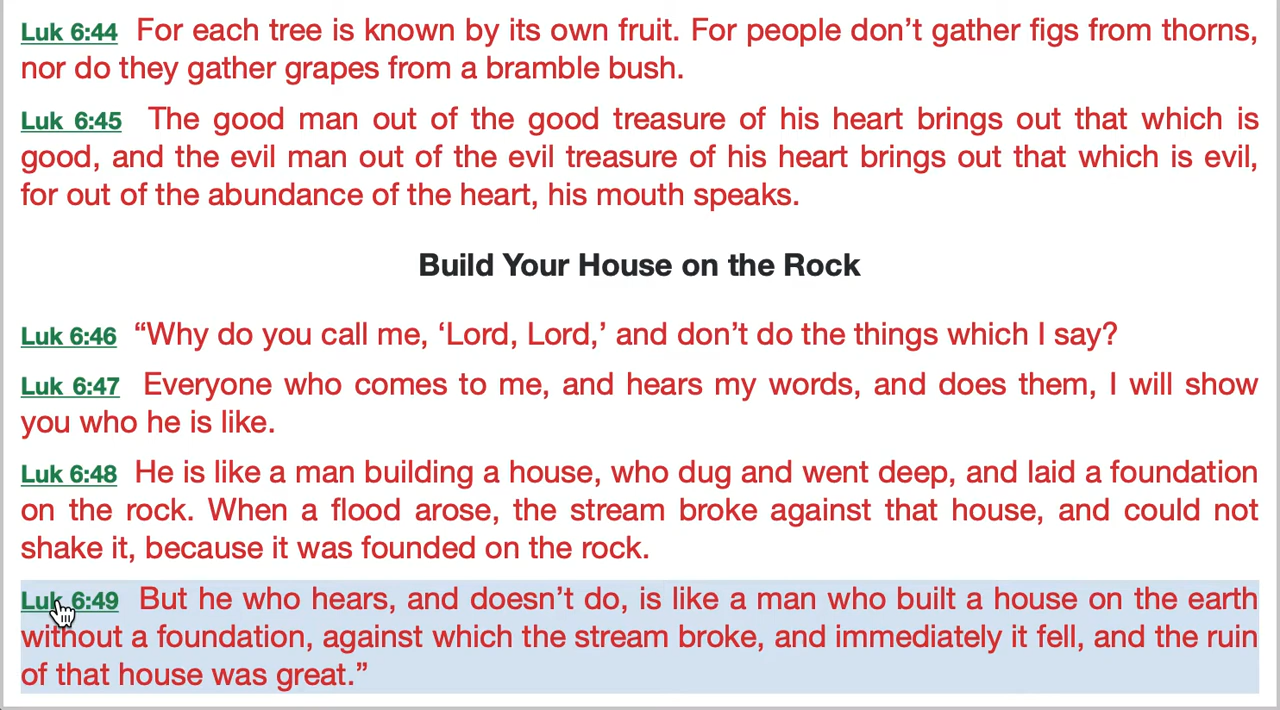 Luk 6:44 For each tree is known by its own fruit. For people don’t gather figs from thorns,
nor do they gather grapes from a bramble bush.
Luk 6:45 The good man out of the good treasure of his heart brings out that which is
good, and the evil man out of the evil treasure of his heart brings out that which is evil,
for out of the abundance of the heart, his mouth speaks.
Build Your House on the Rock
Luk 6:46 “Why do you call me, ‘Lord, Lord,’ and don’t do the things which I say?
Luk 6:47 Everyone who comes to me, and hears my words, and does them, I will show
you who he is like.
Luk 6:48 He is like a man building a house, who dug and went deep, and laid a foundation
on the rock. When a flood arose, the stream broke against that house, and could not
shake it, because it was founded on the rock.
Luk 6:49 But he who hears, and doesn’t do, is like a man who built a house on the earth
without a foundation, against which the stream broke, and immediately it fell, and the ruin
of that house was great.”